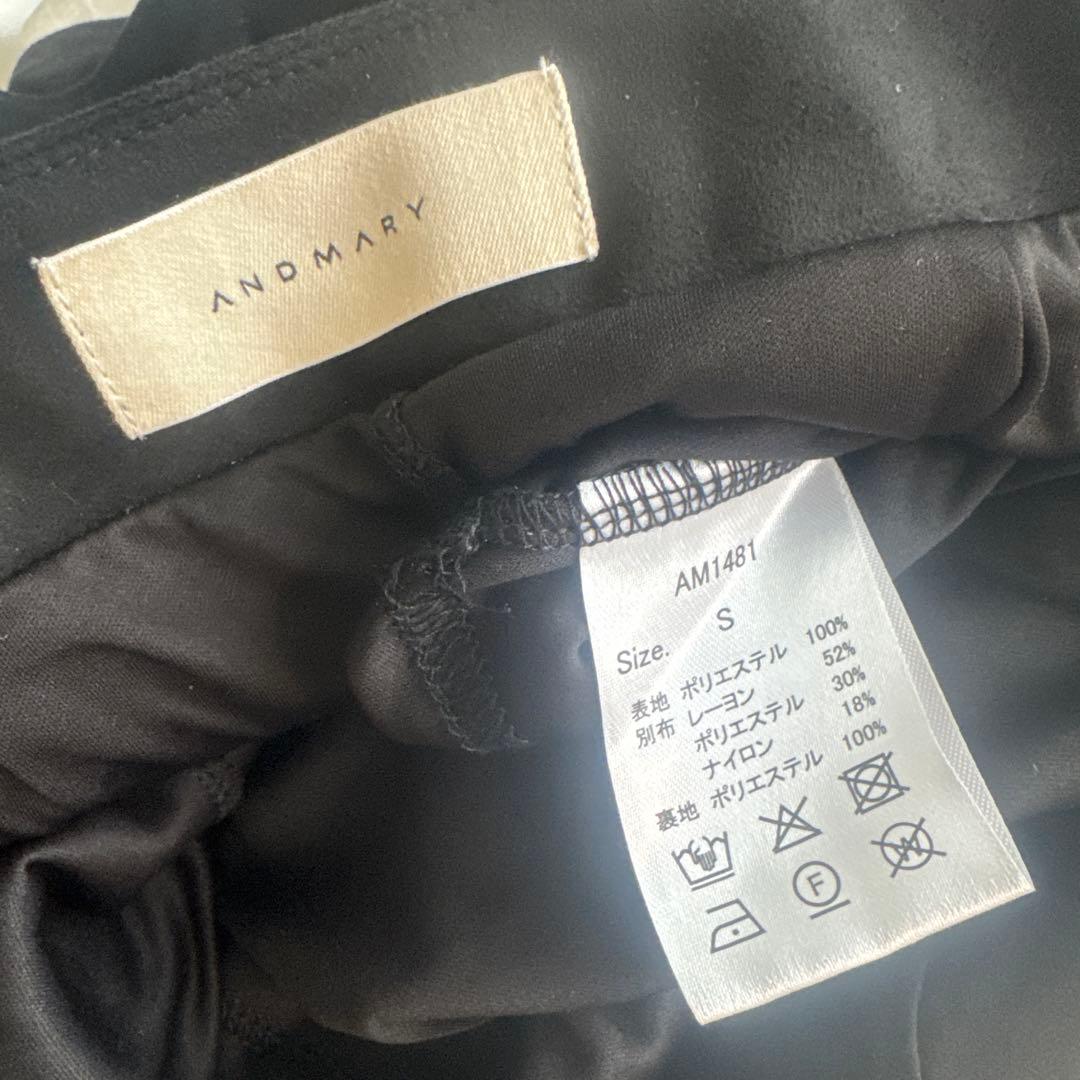 ANDMARY
AM1481
Size. S
表地 ポリエステル 100%
別布 レーヨン 52%
ポリエステル 30%
ナイロン 18%
裏地 ポリエステル 100%
F
W